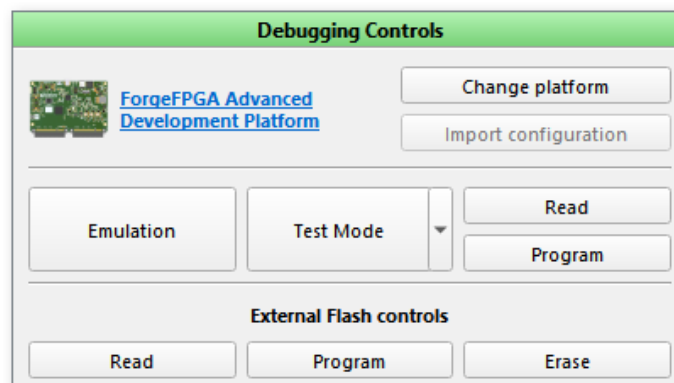 Debugging Controls
ForgeFPGA Advanced
Development Platform
Change platform
Import configuration
Emulation
Test Mode
Read
Program
External Flash controls
Read
Program
Erase